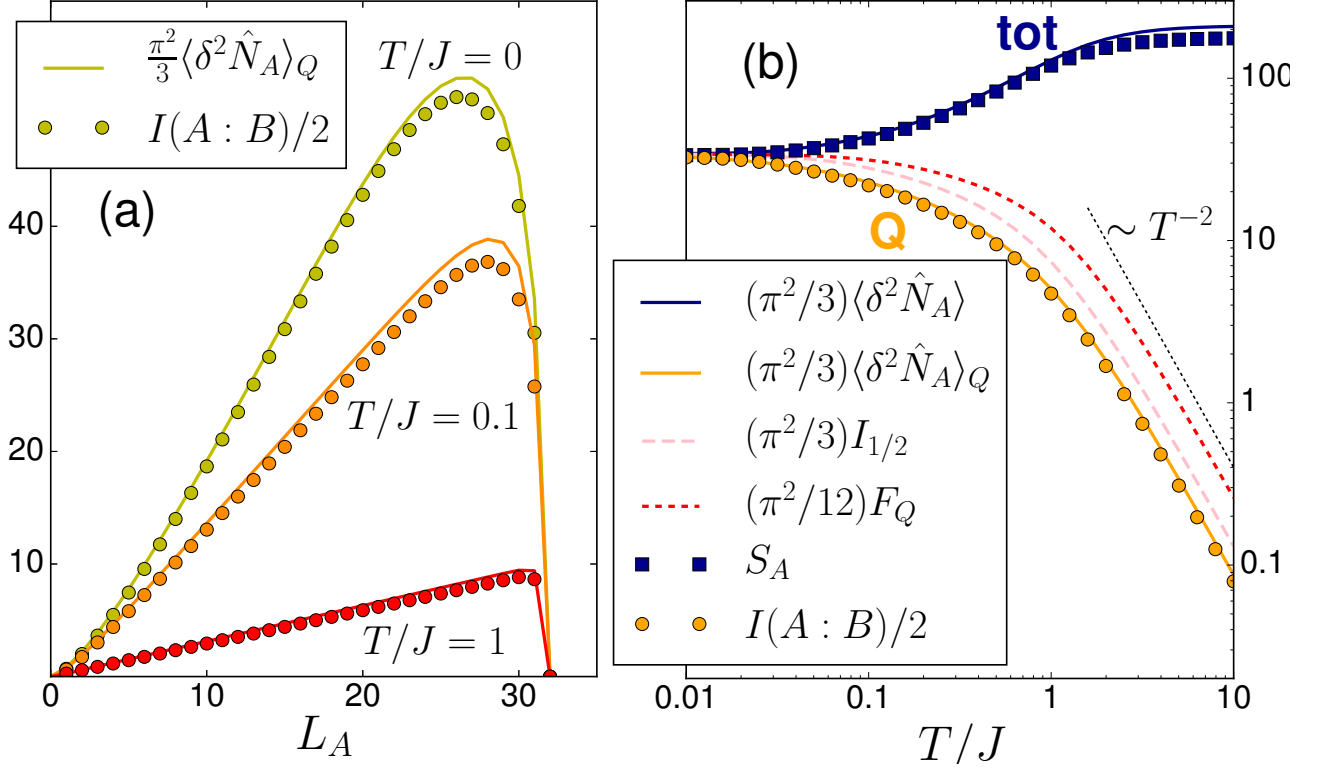 (π²/3)⟨δ²N̂_A⟩_Q
I(A : B)/2
T/J = 0
(a)
T/J = 0.1
T/J = 1
40
30
20
10
0
10
20
30
L_A
(b)
tot
Q
∼ T⁻²
(π²/3)⟨δ²N̂_A⟩
(π²/3)⟨δ²N̂_A⟩_Q
(π²/3)I_{1/2}
(π²/12)F_Q
S_A
I(A : B)/2
100
10
1
0.1
0.01
0.1
1
10
T/J